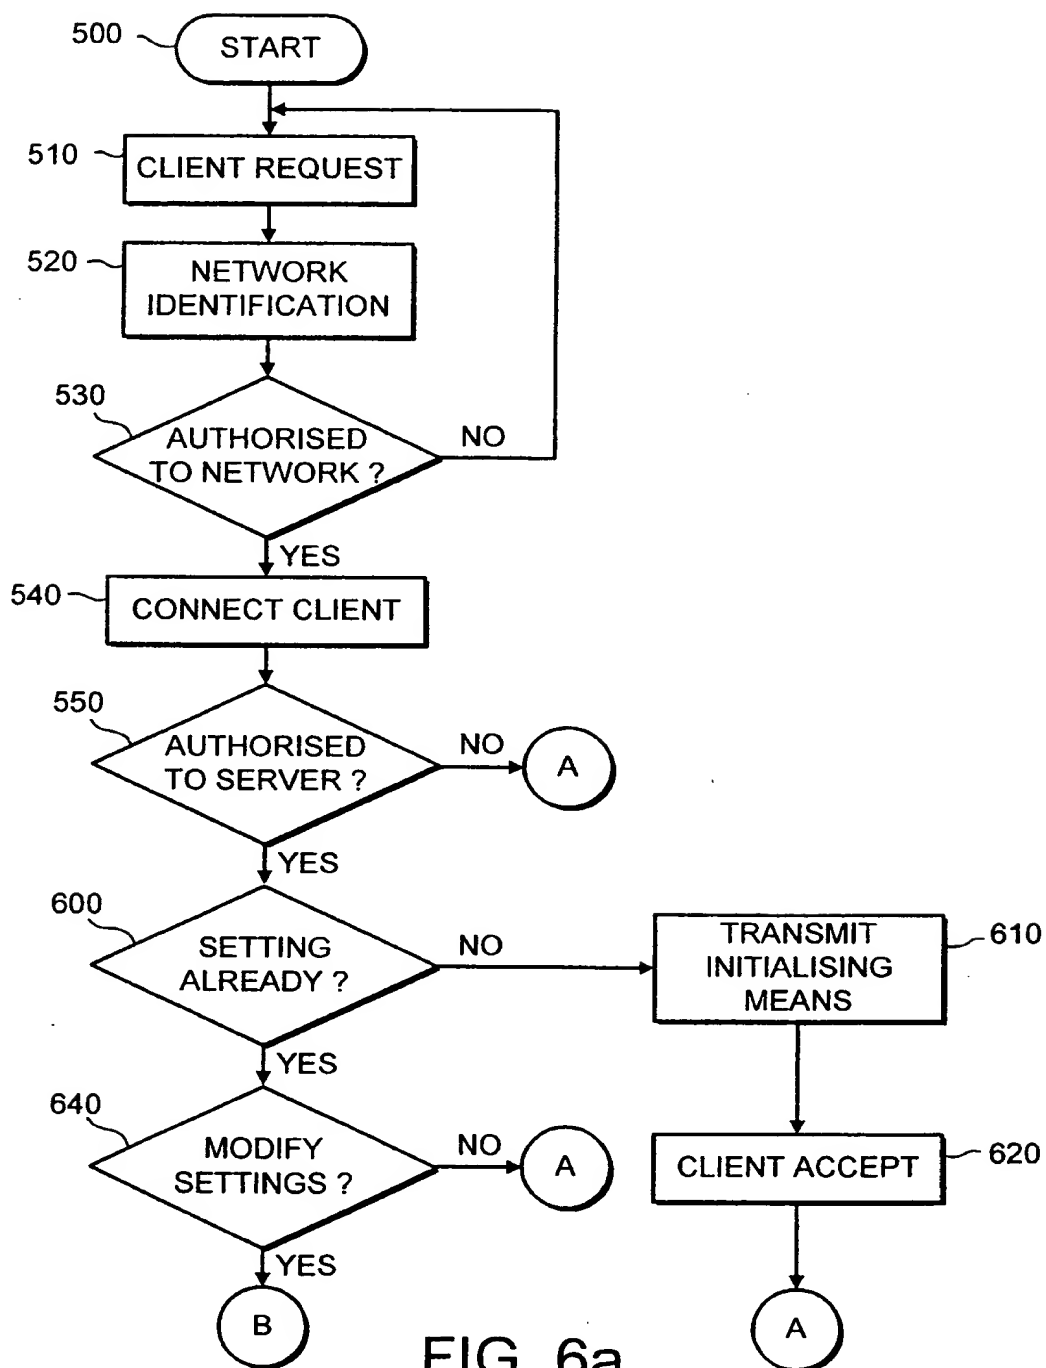 500
START
510
CLIENT REQUEST
520
NETWORK
IDENTIFICATION
530
AUTHORISED
TO NETWORK ?
NO
YES
540
CONNECT CLIENT
550
AUTHORISED
TO SERVER ?
NO
A
YES
600
SETTING
ALREADY ?
NO
TRANSMIT
INITIALISING
MEANS
610
YES
640
MODIFY
SETTINGS ?
NO
A
CLIENT ACCEPT
620
YES
B
A
FIG. 6a